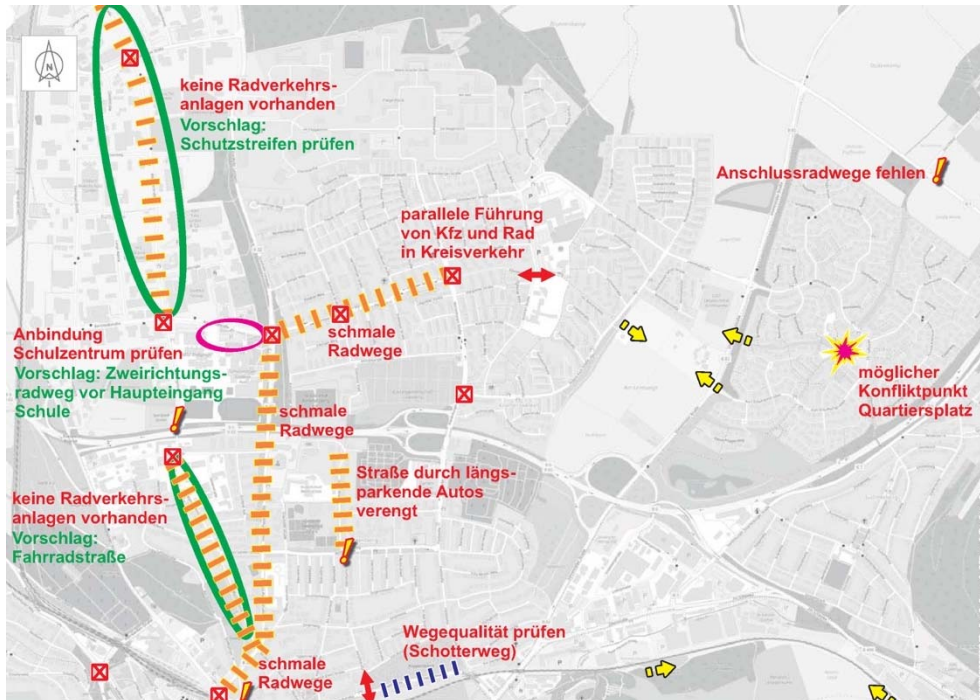 N
keine Radverkehrs-
anlagen vorhanden
Vorschlag:
Schutzstreifen prüfen
Anschlussradwege fehlen
parallele Führung
von Kfz und Rad
in Kreisverkehr
Anbindung
Schulzentrum prüfen
Vorschlag: Zweirichtungs-
radweg vor Haupteingang
Schule
schmale
Radwege
möglicher
Konfliktpunkt
Quartiersplatz
schmale
Radwege
Straße durch längs-
parkende Autos
verengt
keine Radverkehrs-
anlagen vorhanden
Vorschlag:
Fahrradstraße
Wegequalität prüfen
(Schotterweg)
schmale
Radwege